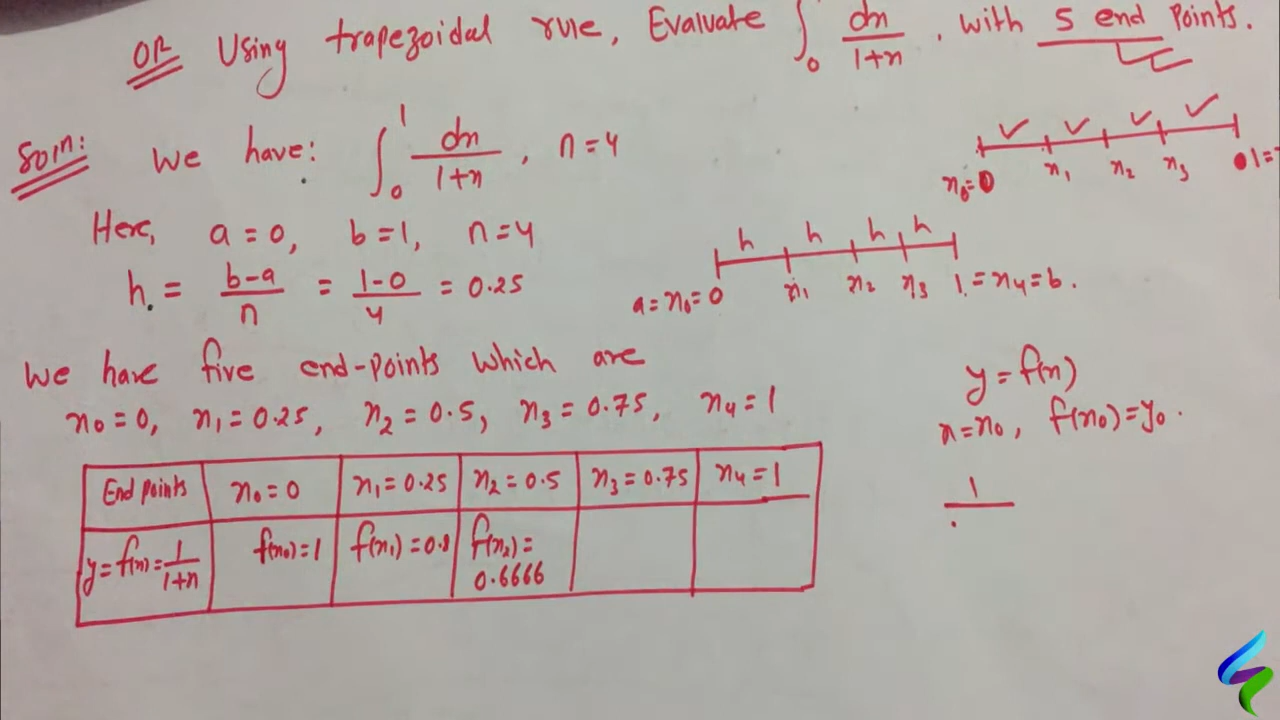 OR Using trapezoidal rule, Evaluate ∫₀ dx/1+x . with 5 end points.
Soln: We have: ∫₀¹ dx/1+x , n=4
x₀=0 x₁ x₂ x₃ 1=
Here, a=0, b=1, n=4
h h h h
h. = b-a/n = 1-0/4 = 0.25
a=x₀=0 x₁ x₂ x₃ 1.=x₄=b.
We have five end-points which are
y=f(x)
x₀=0, x₁=0.25, x₂=0.5, x₃=0.75, x₄=1
x=x₀, f(x₀)=y₀.
End points x₀=0 x₁=0.25 x₂=0.5 x₃=0.75 x₄=1
1
y=f(x)=1/1+x f(x₀)=1 f(x₁)=0.8 f(x₂)=
0.6666